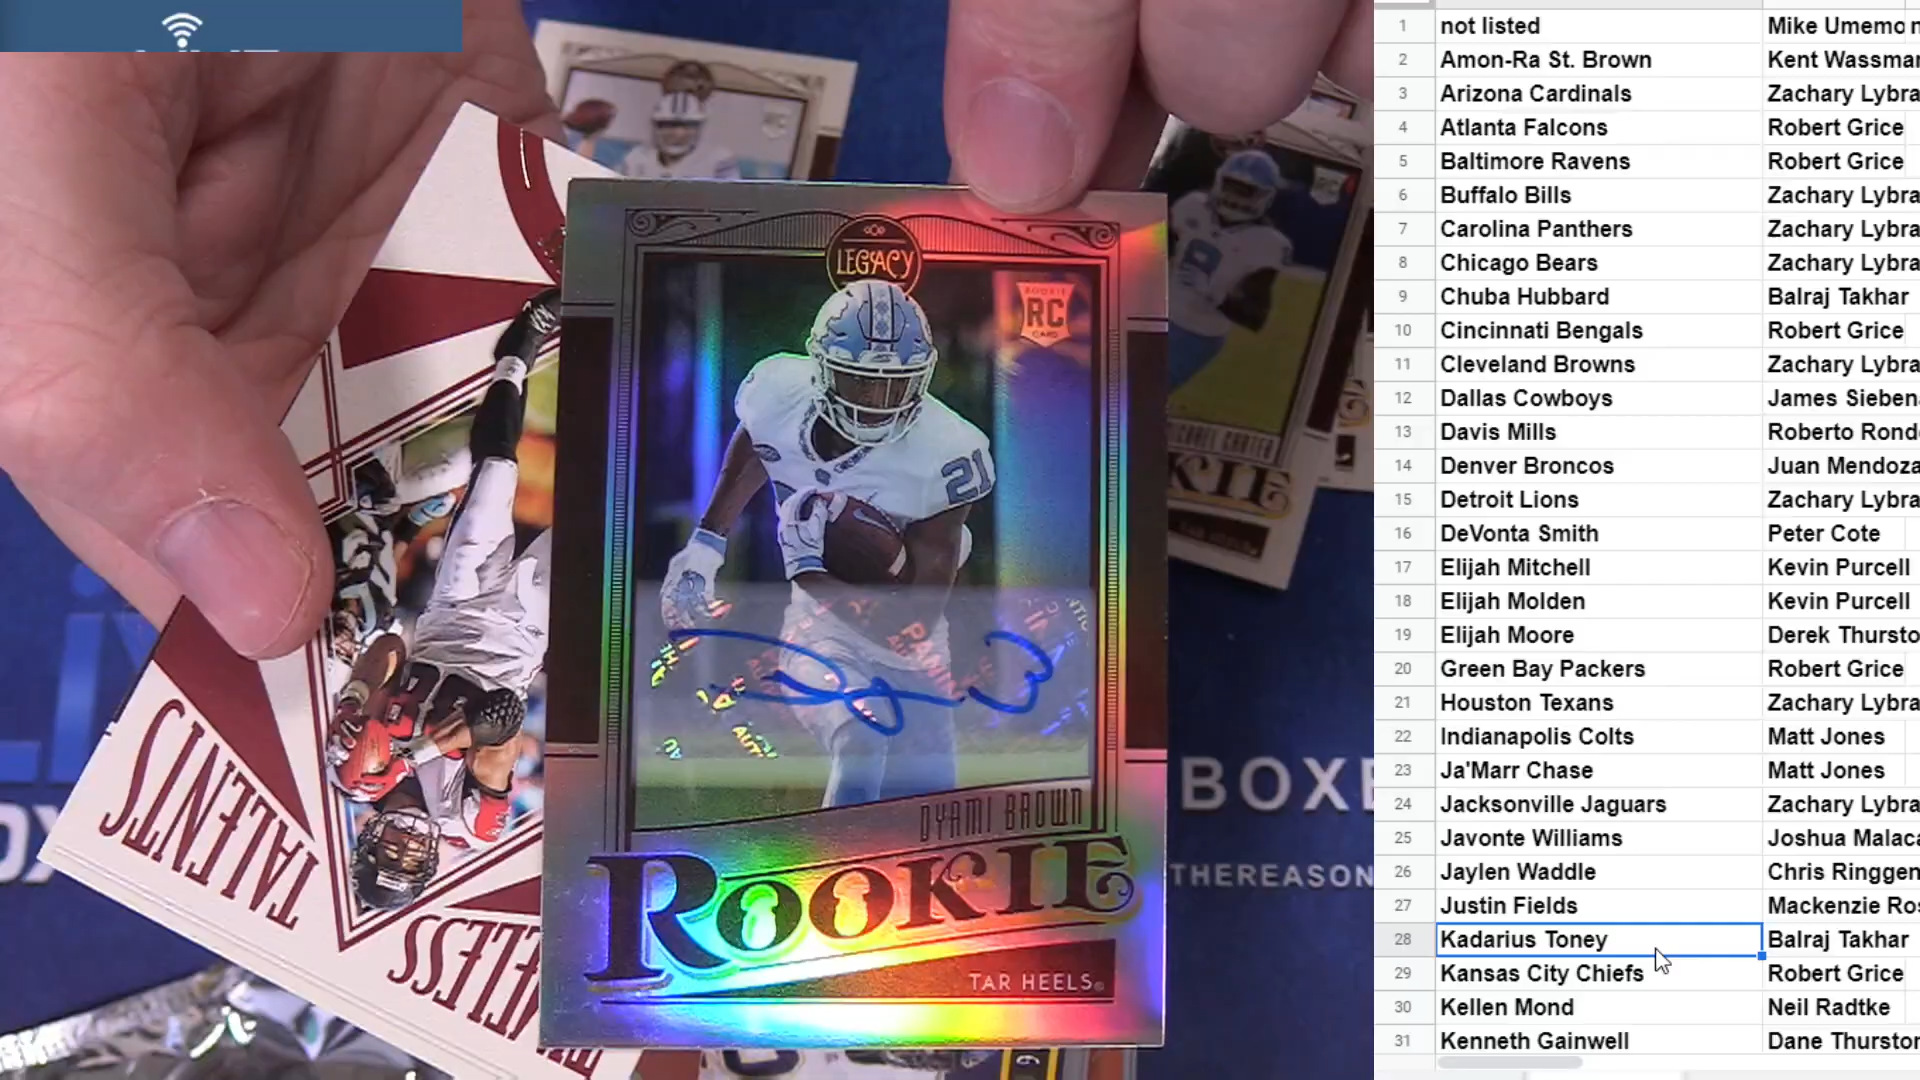 LEGACY
ROOKIE
RC
CARD
21
PANINI
DYAMI BROWN
ROOKIE
TAR HEELS
TALENTS
RC
BOXE
THEREASON
1 not listed Mike Umemon
2 Amon-Ra St. Brown Kent Wassmar
3 Arizona Cardinals Zachary Lybra
4 Atlanta Falcons Robert Grice
5 Baltimore Ravens Robert Grice
6 Buffalo Bills Zachary Lybra
7 Carolina Panthers Zachary Lybra
8 Chicago Bears Zachary Lybra
9 Chuba Hubbard Balraj Takhar
10 Cincinnati Bengals Robert Grice
11 Cleveland Browns Zachary Lybra
12 Dallas Cowboys James Sieben
13 Davis Mills Roberto Rond
14 Denver Broncos Juan Mendoza
15 Detroit Lions Zachary Lybra
16 DeVonta Smith Peter Cote
17 Elijah Mitchell Kevin Purcell
18 Elijah Molden Kevin Purcell
19 Elijah Moore Derek Thursto
20 Green Bay Packers Robert Grice
21 Houston Texans Zachary Lybra
22 Indianapolis Colts Matt Jones
23 Ja'Marr Chase Matt Jones
24 Jacksonville Jaguars Zachary Lybra
25 Javonte Williams Joshua Malaca
26 Jaylen Waddle Chris Ringgen
27 Justin Fields Mackenzie Ros
28 Kadarius Toney Balraj Takhar
29 Kansas City Chiefs Robert Grice
30 Kellen Mond Neil Radtke
31 Kenneth Gainwell Dane Thurston